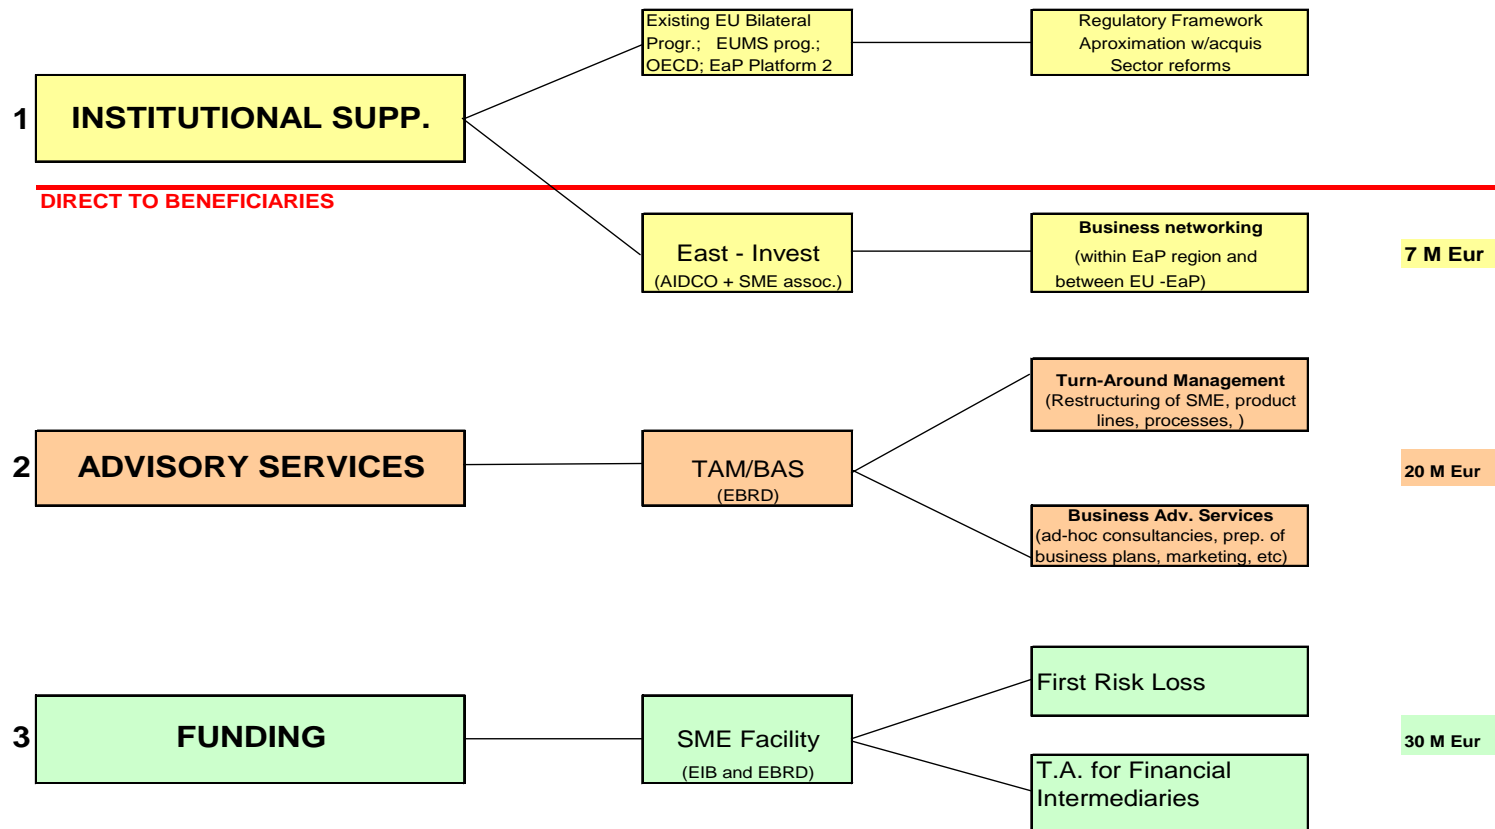 Existing EU Bilateral
Progr.; EUMS prog.;
OECD; EaP Platform 2
Regulatory Framework
Aproximation w/acquis
Sector reforms
1 INSTITUTIONAL SUPP.
DIRECT TO BENEFICIARIES
East - Invest
(AIDCO + SME assoc.)
Business networking
(within EaP region and
between EU -EaP)
7 M Eur
Turn-Around Management
(Restructuring of SME, product
lines, processes, )
2 ADVISORY SERVICES
TAM/BAS
(EBRD)
20 M Eur
Business Adv. Services
(ad-hoc consultancies, prep. of
business plans, marketing, etc)
First Risk Loss
3 FUNDING
SME Facility
(EIB and EBRD)
30 M Eur
T.A. for Financial
Intermediaries